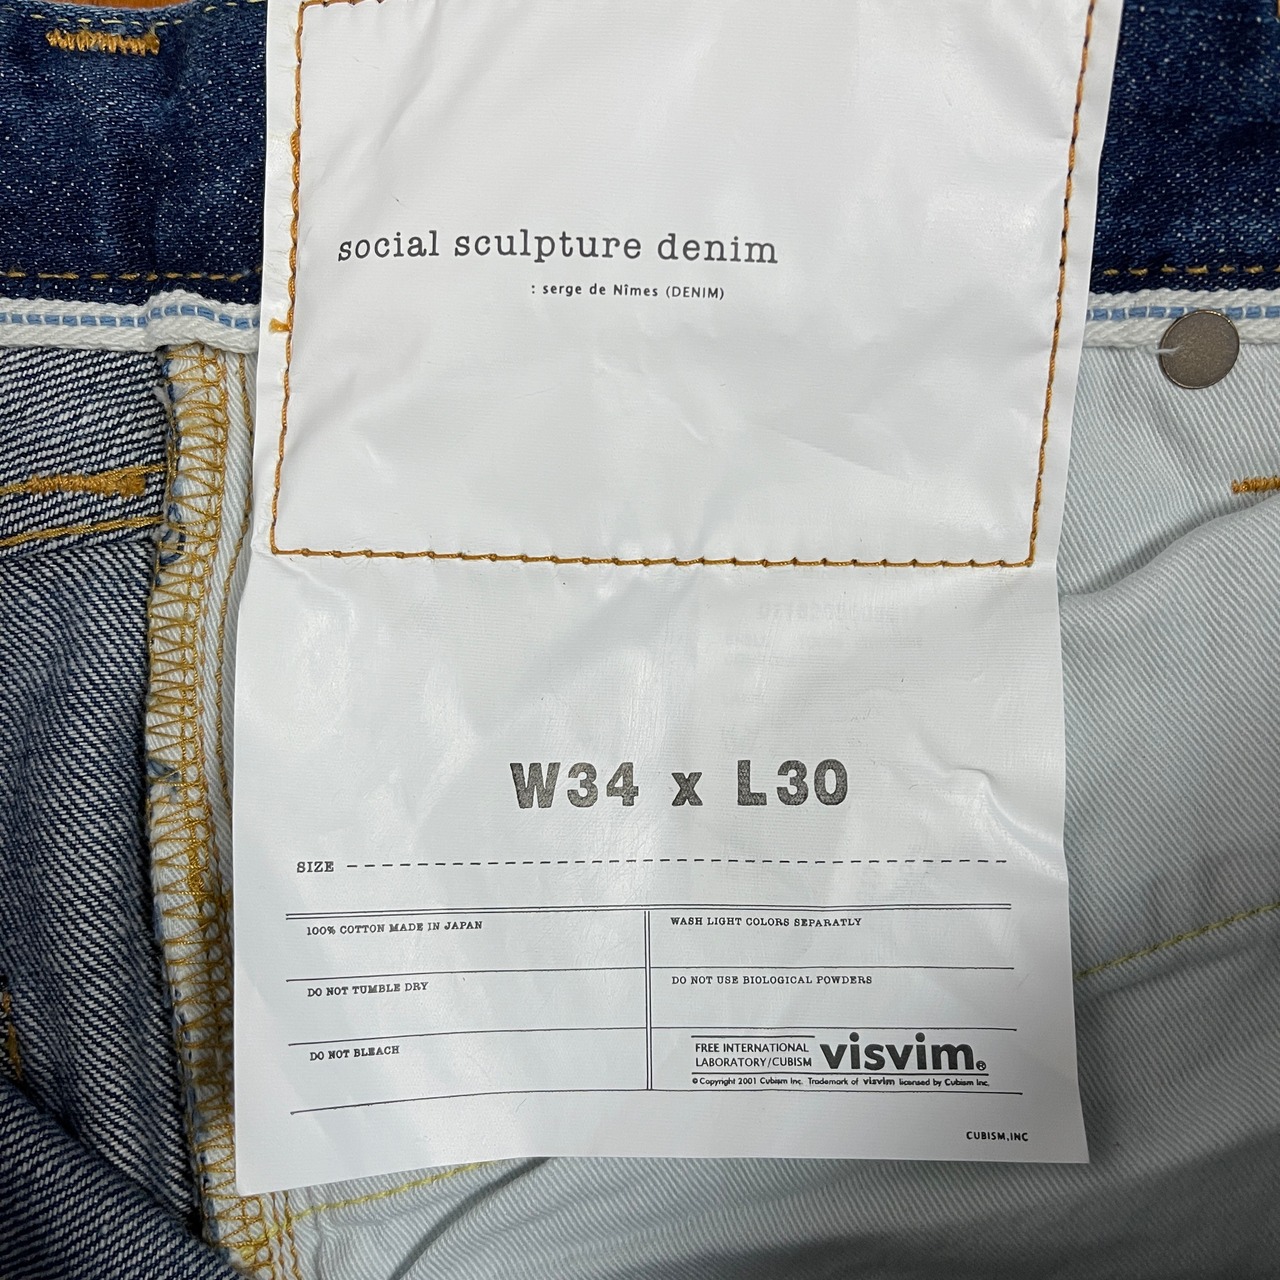 social sculpture denim
: serge de Nîmes (DENIM)
W34 x L30
SIZE
100% COTTON MADE IN JAPAN
WASH LIGHT COLORS SEPARATLY
DO NOT TUMBLE DRY
DO NOT USE BIOLOGICAL POWDERS
DO NOT BLEACH
FREE INTERNATIONAL
LABORATORY/CUBISM
visvim®
© Copyright 2001 Cubism Inc. Trademark of visvim licensed by Cubism Inc.
CUBISM,INC